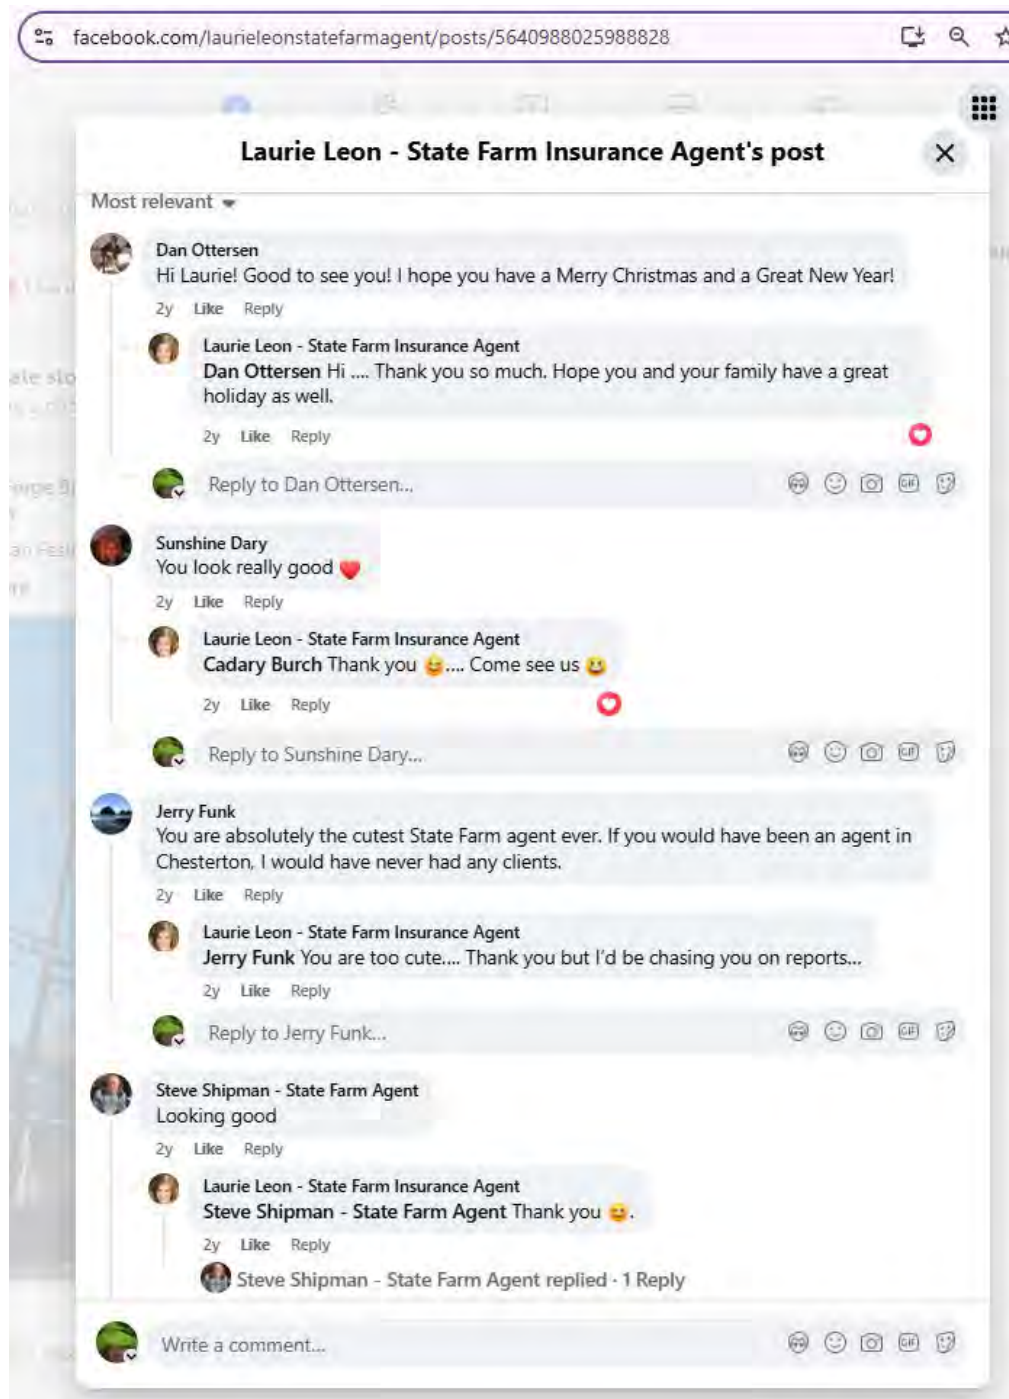 facebook.com/laurieleonstatefarmagent/posts/5640988025988828
Laurie Leon - State Farm Insurance Agent's post
Most relevant
Dan Ottersen
Hi Laurie! Good to see you! I hope you have a Merry Christmas and a Great New Year!
2y Like Reply
Laurie Leon - State Farm Insurance Agent
Dan Ottersen Hi .... Thank you so much. Hope you and your family have a great
holiday as well.
2y Like Reply
Reply to Dan Ottersen...
GIF
Sunshine Dary
You look really good ❤️
2y Like Reply
Laurie Leon - State Farm Insurance Agent
Cadary Burch Thank you 😆.... Come see us 😆
2y Like Reply
Reply to Sunshine Dary...
GIF
Jerry Funk
You are absolutely the cutest State Farm agent ever. If you would have been an agent in
Chesterton, I would have never had any clients.
2y Like Reply
Laurie Leon - State Farm Insurance Agent
Jerry Funk You are too cute.... Thank you but I'd be chasing you on reports...
2y Like Reply
Reply to Jerry Funk...
GIF
Steve Shipman - State Farm Agent
Looking good
2y Like Reply
Laurie Leon - State Farm Insurance Agent
Steve Shipman - State Farm Agent Thank you 😆.
2y Like Reply
Steve Shipman - State Farm Agent replied · 1 Reply
Write a comment...
GIF